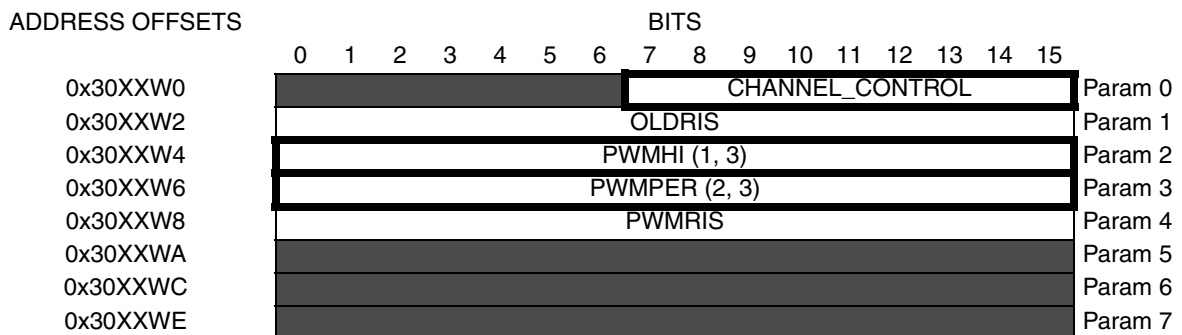 ADDRESS OFFSETS BITS
0 1 2 3 4 5 6 7 8 9 10 11 12 13 14 15
0x30XXW0 CHANNEL_CONTROL Param 0
0x30XXW2 OLDRIS Param 1
0x30XXW4 PWMHI (1, 3) Param 2
0x30XXW6 PWMPER (2, 3) Param 3
0x30XXW8 PWMRIS Param 4
0x30XXWA Param 5
0x30XXWC Param 6
0x30XXWE Param 7